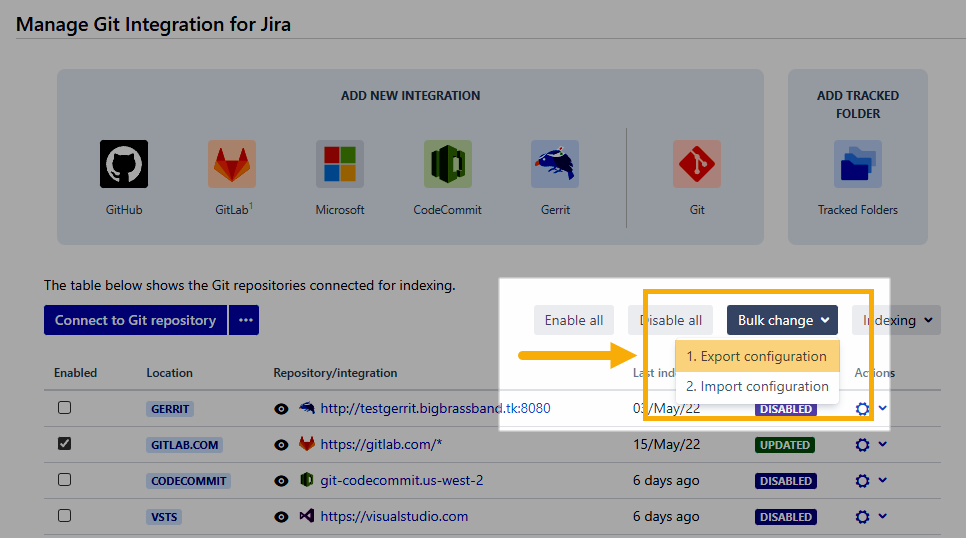 Manage Git Integration for Jira
ADD NEW INTEGRATION
GitHub
GitLab1
Microsoft
CodeCommit
Gerrit
Git
ADD TRACKED
FOLDER
Tracked Folders
The table below shows the Git repositories connected for indexing.
Connect to Git repository ···
Enable all Disable all Bulk change Indexing
1. Export configuration
2. Import configuration
Enabled Location Repository/integration Last Actions
GERRIT http://testgerrit.bigbrassband.tk:8080 03/May/22 DISABLED
GITLAB.COM https://gitlab.com/* 15/May/22 UPDATED
CODECOMMIT git-codecommit.us-west-2 6 days ago DISABLED
VSTS https://visualstudio.com 6 days ago DISABLED